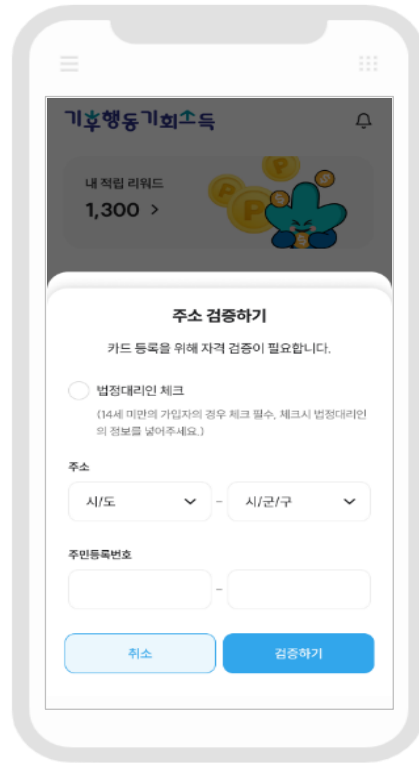 기후행동기회소득
내 적립 리워드
1,300 >
주소 검증하기
카드 등록을 위해 자격 검증이 필요합니다.
법정대리인 체크
(14세 미만의 가입자의 경우 체크 필수, 체크시 법정대리인
의 정보를 넣어주세요.)
주소
시/도 - 시/군/구
주민등록번호
-
취소 검증하기